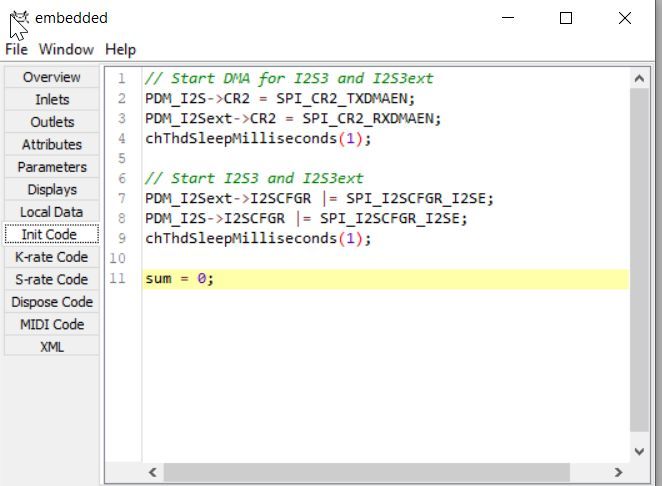 embedded
File Window Help
Overview
Inlets
Outlets
Attributes
Parameters
Displays
Local Data
Init Code
K-rate Code
S-rate Code
Dispose Code
MIDI Code
XML
1 // Start DMA for I2S3 and I2S3ext
2 PDM_I2S->CR2 = SPI_CR2_TXDMAEN;
3 PDM_I2Sext->CR2 = SPI_CR2_RXDMAEN;
4 chThdSleepMilliseconds(1);
5
6 // Start I2S3 and I2S3ext
7 PDM_I2Sext->I2SCFGR |= SPI_I2SCFGR_I2SE;
8 PDM_I2S->I2SCFGR |= SPI_I2SCFGR_I2SE;
9 chThdSleepMilliseconds(1);
10
11 sum = 0;